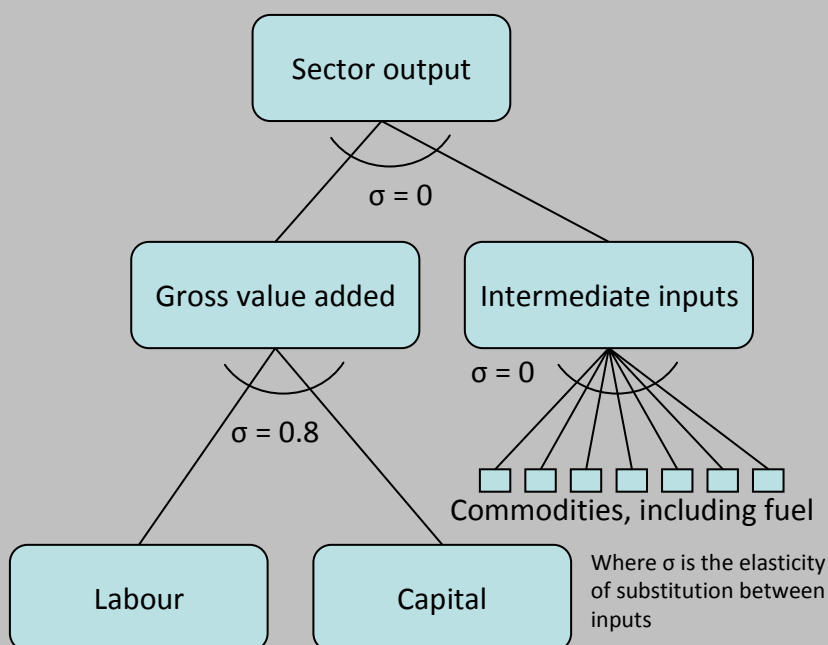 Sector output
σ = 0
Gross value added
Intermediate inputs
σ = 0
σ = 0.8
Commodities, including fuel
Labour
Capital
Where σ is the elasticity
of substitution between
inputs